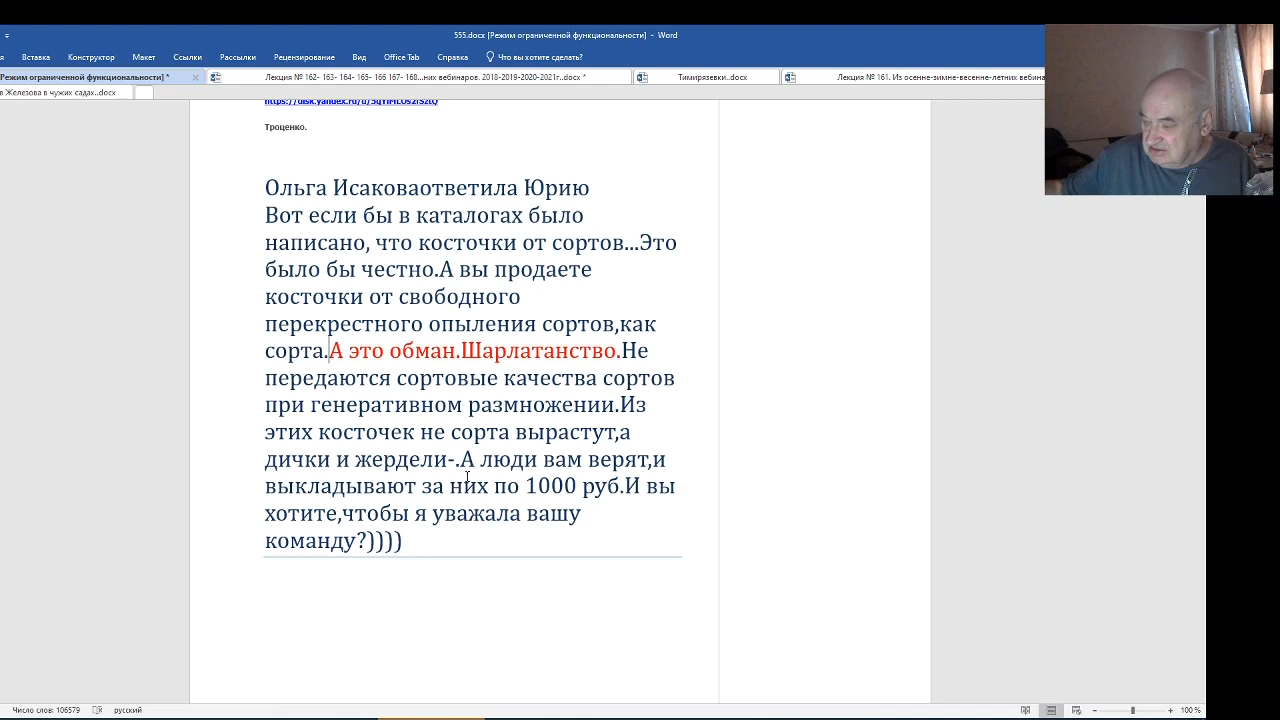 555.docx [Режим ограниченной функциональности] - Word
я Вставка Конструктор Макет Ссылки Рассылки Рецензирование Вид Office Tab Справка Что вы хотите сделать?
Режим ограниченной функциональности] * Лекция № 162- 163- 164- 165- 166 167- 168...них вебинаров. 2018-2019-2020-2021г..docx * Тимирязевки..docx Лекция № 161. Из осенне-зимне-весенне-летних вебина
в Железова в чужих садах..docx
Троценко.
Ольга Исаковаответила Юрию
Вот если бы в каталогах было
написано, что косточки от сортов...Это
было бы честно.А вы продаете
косточки от свободного
перекрестного опыления сортов,как
сорта.А это обман.Шарлатанство.Не
передаются сортовые качества сортов
при генеративном размножении.Из
этих косточек не сорта вырастут,а
дички и жердели-.А люди вам верят,и
выкладывают за них по 1000 руб.И вы
хотите,чтобы я уважала вашу
команду?))))
Число слов: 106579 русский 100 %